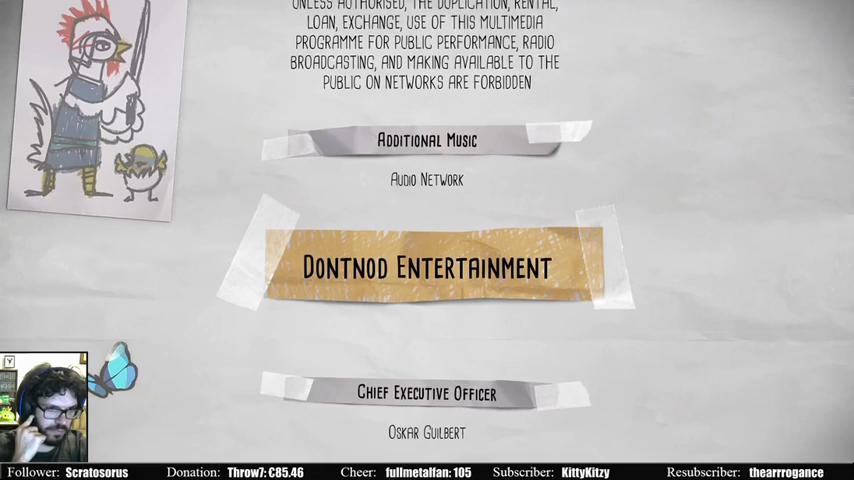 UNLESS AUTHORISED, THE DUPLICATION, RENTAL,
LOAN, EXCHANGE, USE OF THIS MULTIMEDIA
PROGRAMME FOR PUBLIC PERFORMANCE, RADIO
BROADCASTING, AND MAKING AVAILABLE TO THE
PUBLIC ON NETWORKS ARE FORBIDDEN
ADDITIONAL MUSIC
AUDIO NETWORK
DONTNOD ENTERTAINMENT
CHIEF EXECUTIVE OFFICER
OSKAR GUILBERT
Follower: Scratosorus Donation: Throw7: €85.46 Cheer: fullmetalfan: 105 Subscriber: KittyKitzy Resubscriber: thearrrogance